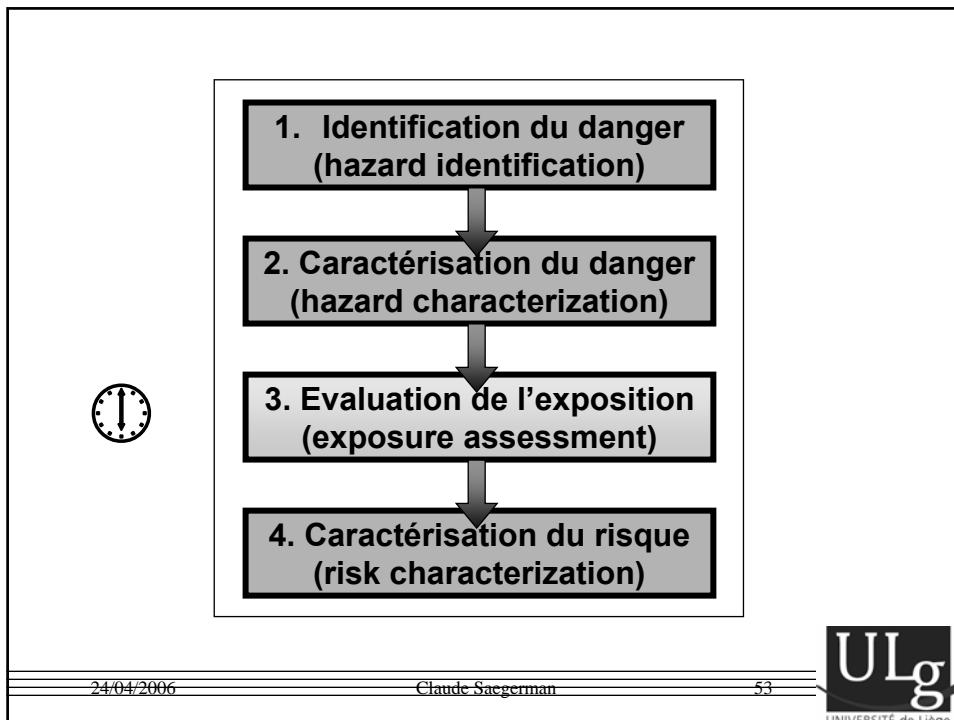 1. Identification du danger
(hazard identification)
2. Caractérisation du danger
(hazard characterization)
3. Evaluation de l’exposition
(exposure assessment)
4. Caractérisation du risque
(risk characterization)
24/04/2006 Claude Saegerman 53
ULg
UNIVERSITÉ de Liège